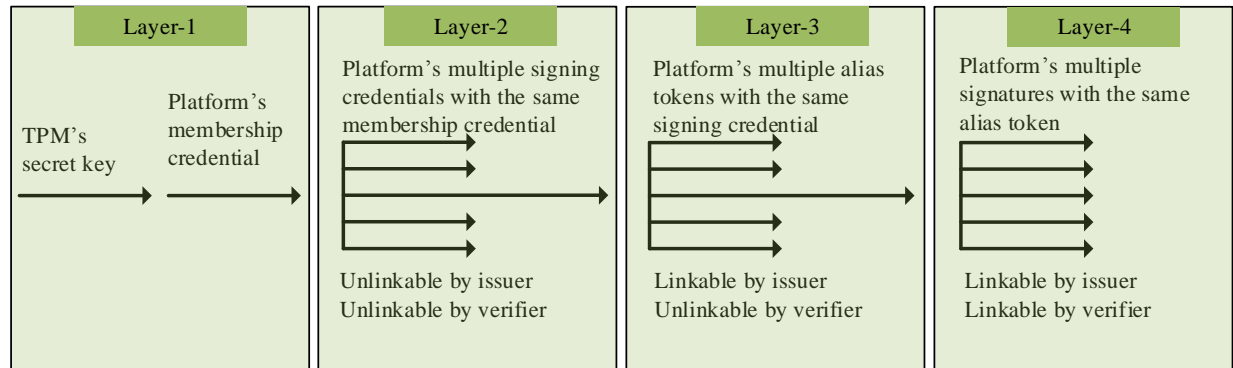 Layer-1
TPM's
secret key
Platform's
membership
credential
Layer-2
Platform's multiple signing
credentials with the same
membership credential
Unlinkable by issuer
Unlinkable by verifier
Layer-3
Platform's multiple alias
tokens with the same
signing credential
Linkable by issuer
Unlinkable by verifier
Layer-4
Platform's multiple
signatures with the same
alias token
Linkable by issuer
Linkable by verifier